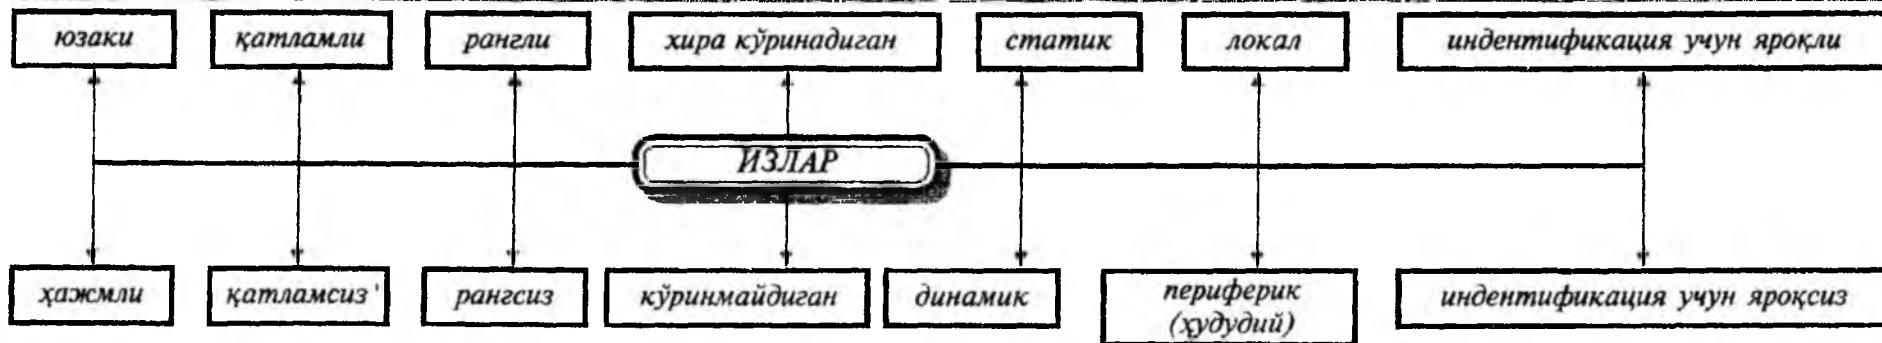 юзаки
қатламли
рангли
хира кўринадиган
статик
локал
индентификация учун яроқли
ИЗЛАР
ҳажмли
қатламсиз
рангсиз
кўринмайдиган
динамик
периферик
(ҳудудий)
индентификация учун яроқсиз